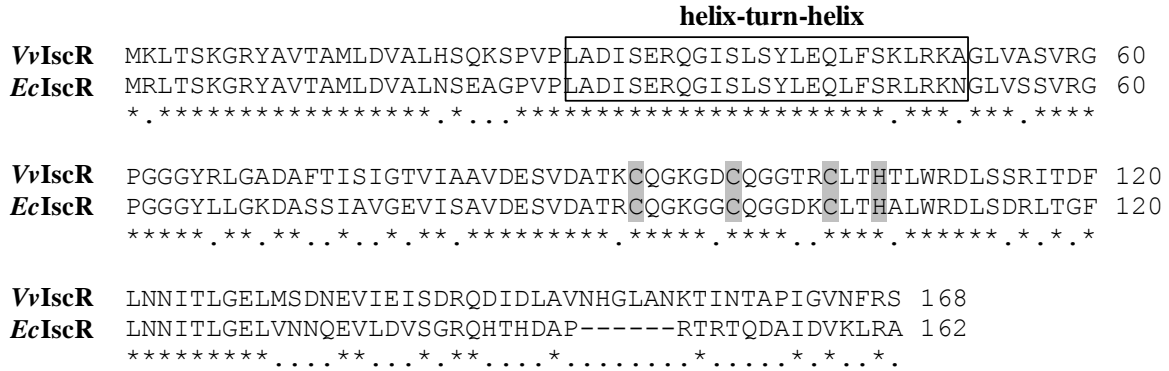 helix-turn-helix
VvIscR MKLTSKGRYAVTAMLDVALHSQKSPVPLADISERQGISLSYLEQLFSKLRKAGLVASVRG 60
EcIscR MRLTSKGRYAVTAMLDVALNSEAGPVPLADISERQGISLSYLEQLFSRLRKNGLVSSVRG 60
*.*****************.*...***********************.***.***.****
VvIscR PGGGYRLGADAFTISIGTVIAAVDESVDATKCQGKGDCQGGTRCLTHTLWRDLSSRITDF 120
EcIscR PGGGYLLGKDASSIAVGEVISAVDESVDATRCQGKGGCQGGDKCLTHALWRDLSDRLTGF 120
*****.**.**..*..*.**.*********.*****.****..****.******.*.*.*
VvIscR LNNITLGELMSDNEVIEISDRQDIDLAVNHGLANKTINTAPIGVNFRS 168
EcIscR LNNITLGELVNNQEVLDVSGRQHTHDAP------RTRTQDAIDVKLRA 162
*********....**...*.**....*........*.....*.*..*.